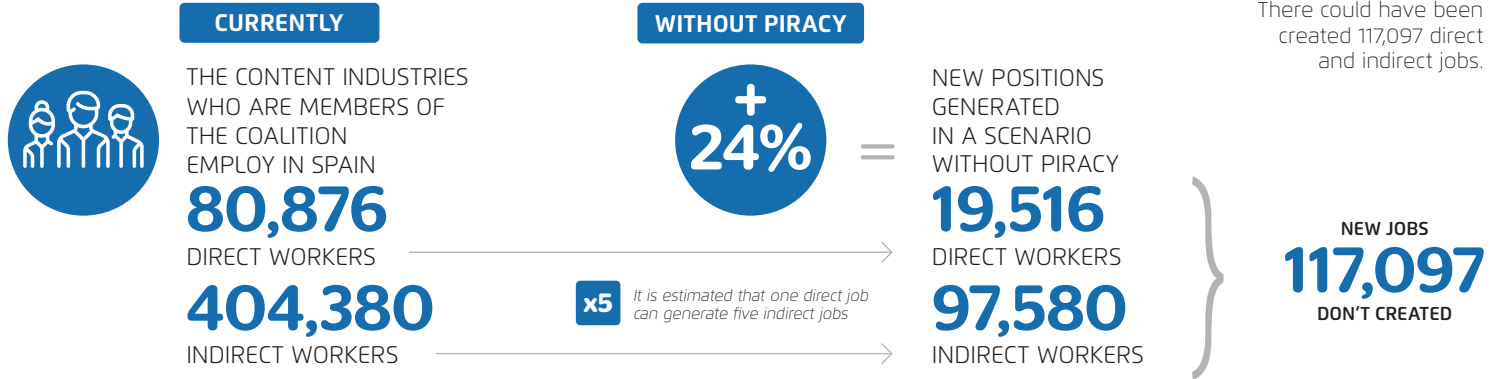 CURRENTLY
THE CONTENT INDUSTRIES
WHO ARE MEMBERS OF
THE COALITION
EMPLOY IN SPAIN
80,876
DIRECT WORKERS
404,380
INDIRECT WORKERS
WITHOUT PIRACY
+
24%
=
x5
It is estimated that one direct job
can generate five indirect jobs
NEW POSITIONS
GENERATED
IN A SCENARIO
WITHOUT PIRACY
19,516
DIRECT WORKERS
97,580
INDIRECT WORKERS
There could have been
created 117,097 direct
and indirect jobs.
NEW JOBS
117,097
DON'T CREATED